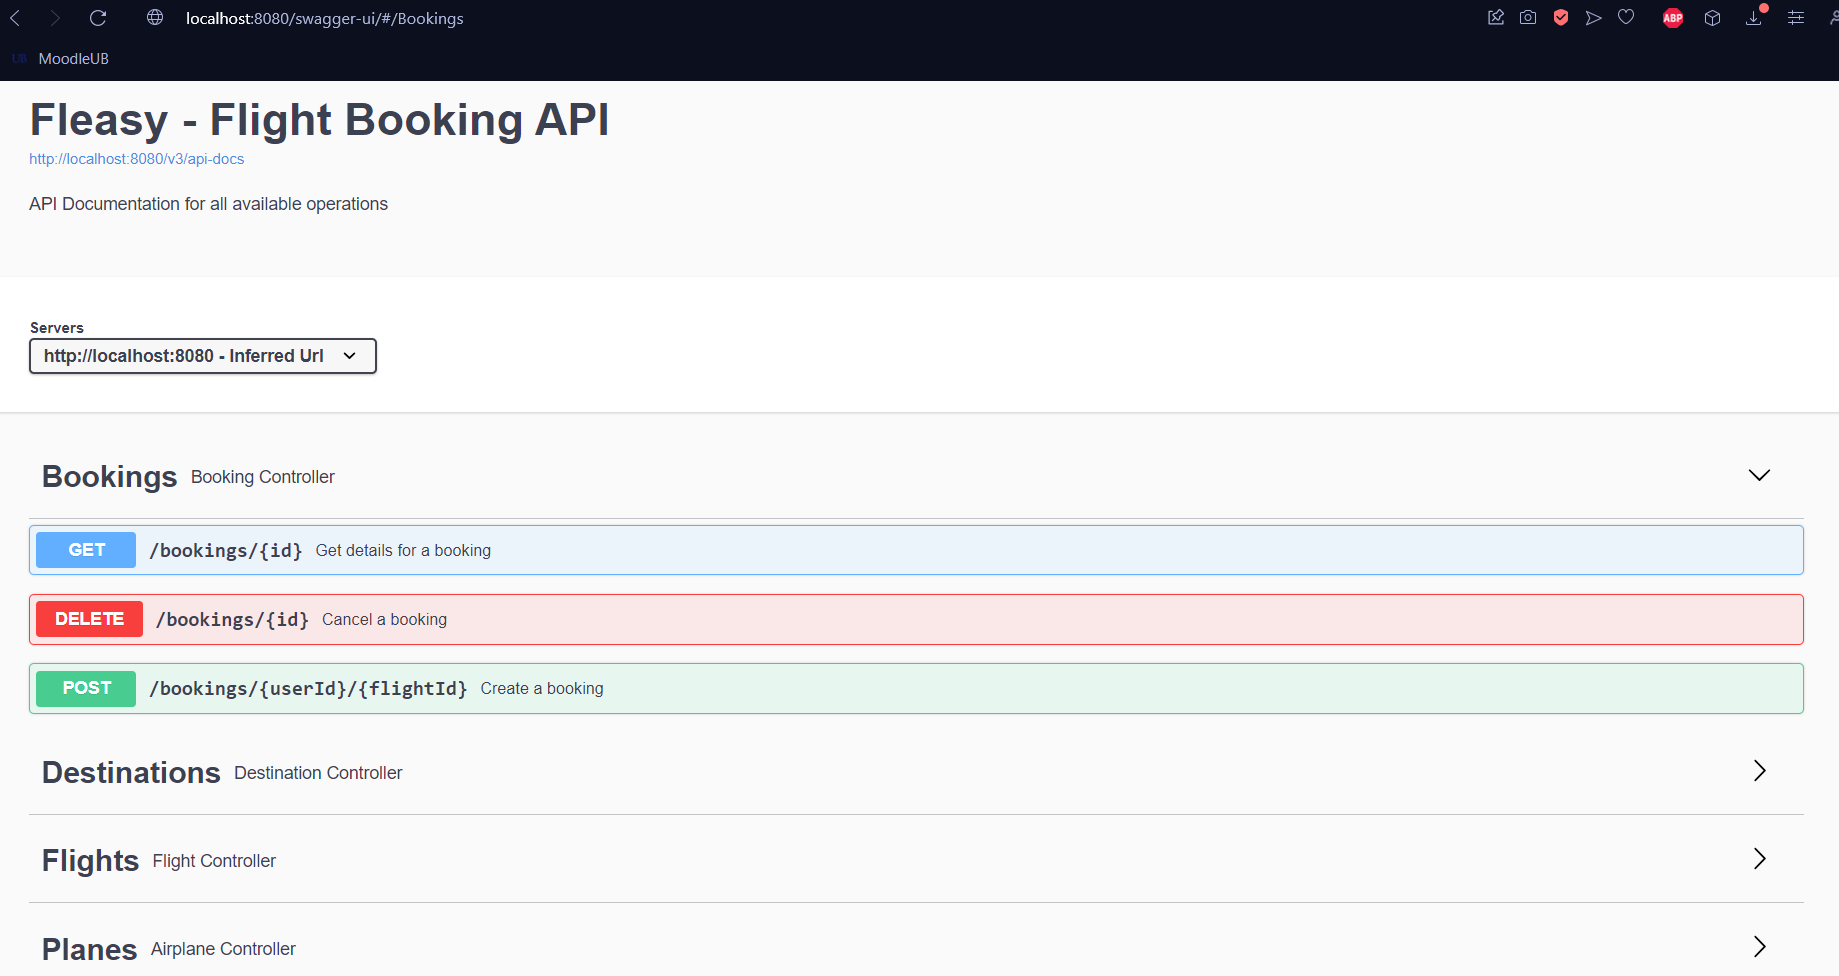 localhost:8080/swagger-ui/#/Bookings
ABP
UB MoodleUB
Fleasy - Flight Booking API
http://localhost:8080/v3/api-docs
API Documentation for all available operations
Servers
http://localhost:8080 - Inferred Url
Bookings Booking Controller
GET /bookings/{id} Get details for a booking
DELETE /bookings/{id} Cancel a booking
POST /bookings/{userId}/{flightId} Create a booking
Destinations Destination Controller
Flights Flight Controller
Planes Airplane Controller